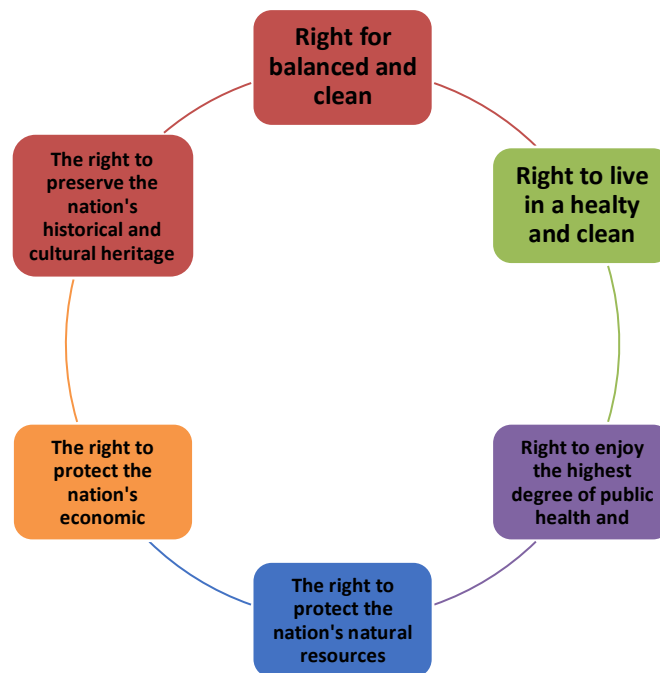 Right for
balanced and
clean
Right to live
in a healty
and clean
Right to enjoy
the highest
degree of public
health and
The right to
protect the
nation's natural
resources
The right to
protect the
nation's
economic
The right to
preserve the
nation's
historical and
cultural heritage